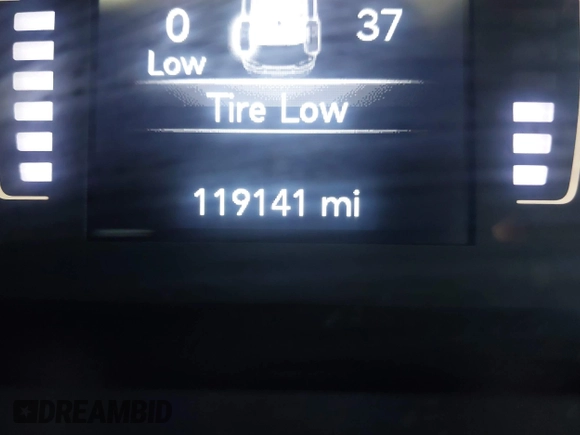 0 37
Low
Tire Low
119141 mi
DREAMBID